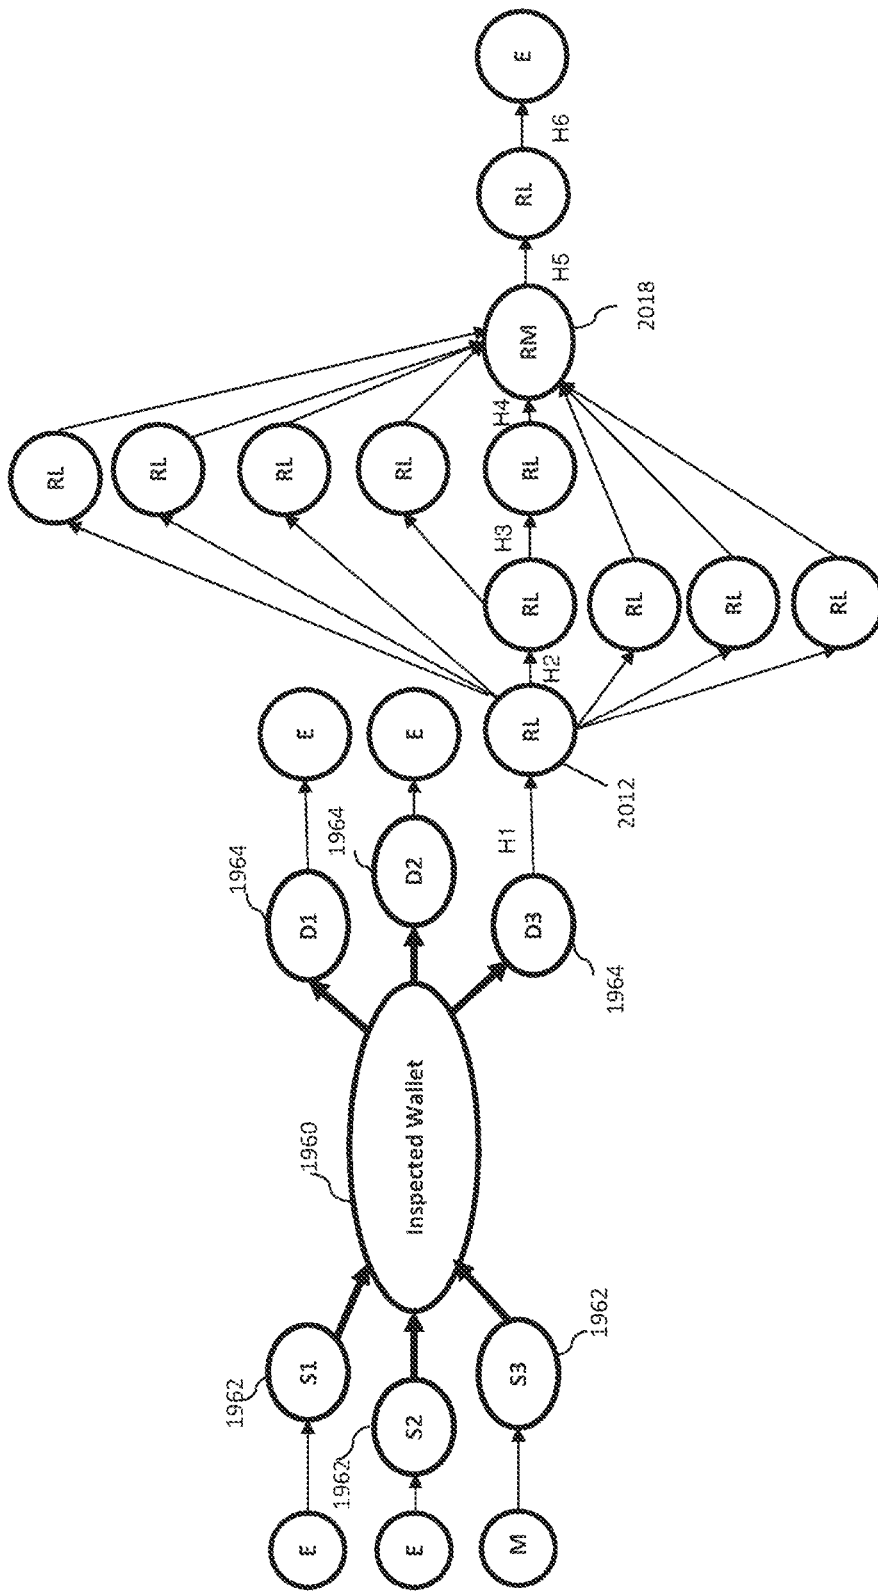 E
RL
H6
H5
RM
2018
H4
RL
RL
RL
RL
RL
H3
RL
RL
RL
RL
H2
E
E
RL
2012
H1
1964
1964
D1
D2
D3
1964
1960
Inspected Wallet
1962
S1
1962
S2
S3
1962
E
E
M